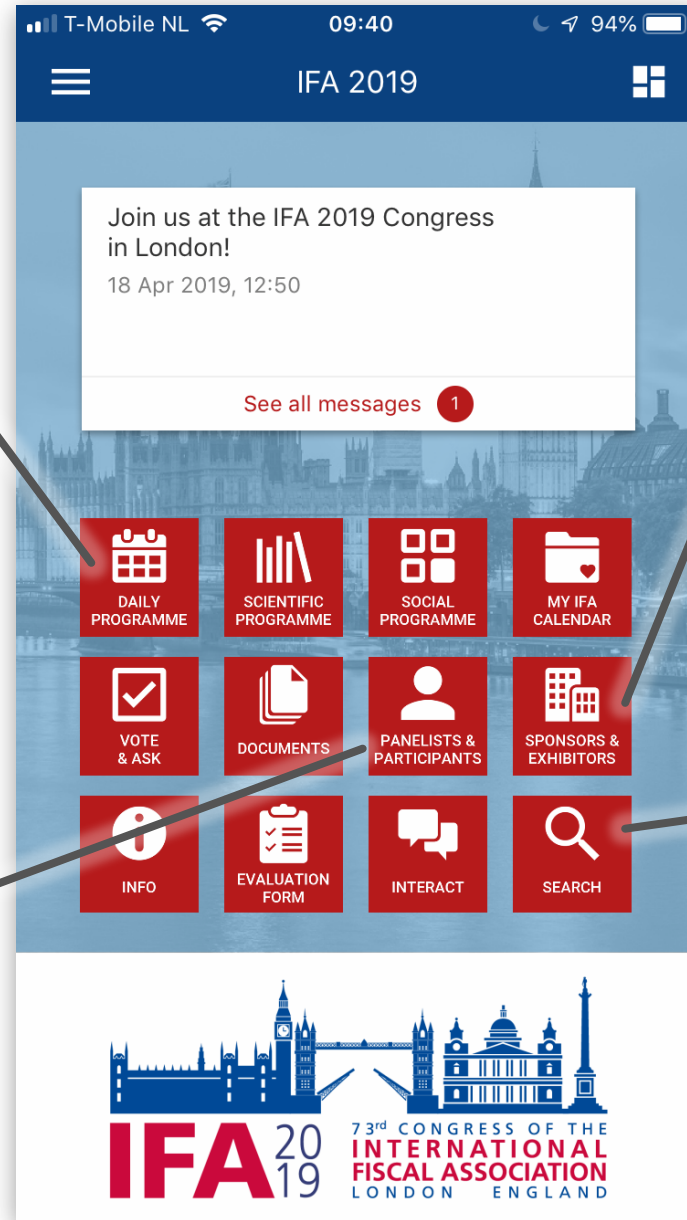 T-Mobile NL 09:40 94%
IFA 2019
Join us at the IFA 2019 Congress
in London!
18 Apr 2019, 12:50
See all messages 1
DAILY
PROGRAMME
SCIENTIFIC
PROGRAMME
SOCIAL
PROGRAMME
MY IFA
CALENDAR
VOTE
& ASK
DOCUMENTS
PANELISTS &
PARTICIPANTS
SPONSORS &
EXHIBITORS
INFO
EVALUATION
FORM
INTERACT
SEARCH
IFA 20
19
73rd CONGRESS OF THE
INTERNATIONAL
FISCAL ASSOCIATION
LONDON ENGLAND